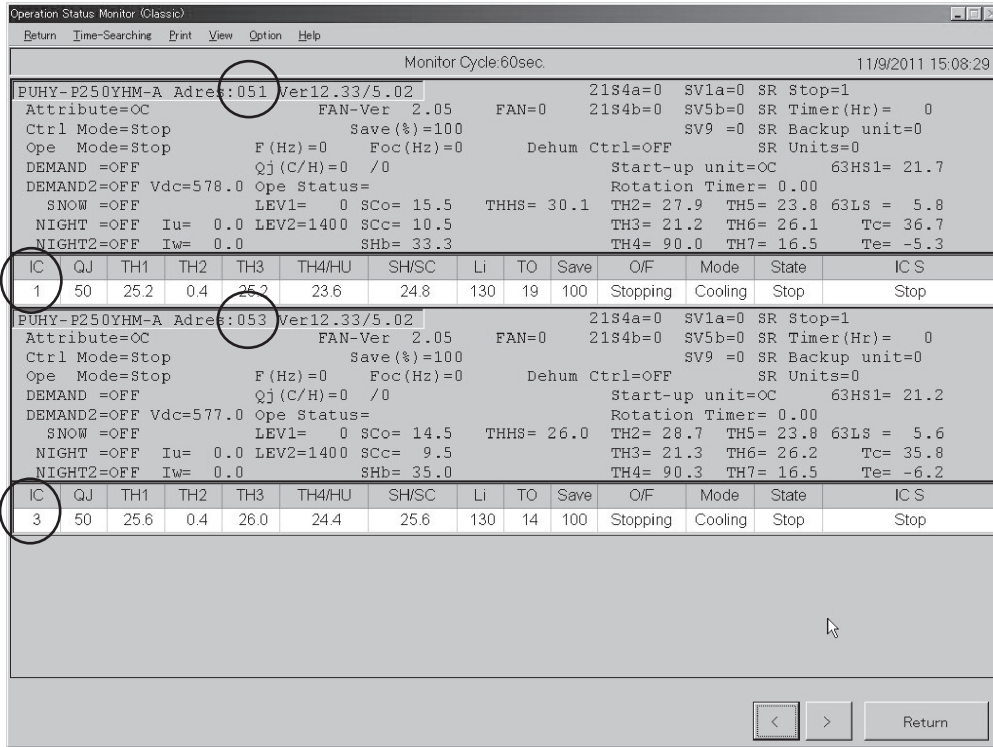 Operation Status Monitor (Classic)
Return Time-Searching Print View Option Help
Monitor Cycle:60sec. 11/9/2011 15:08:29
PUHY-P250YHM-A Adres:051 Ver12.33/5.02 21S4a=0 SV1a=0 SR Stop=1
Attribute=OC FAN-Ver 2.05 FAN=0 21S4b=0 SV5b=0 SR Timer(Hr)= 0
Ctrl Mode=Stop Save(%)=100 SV9 =0 SR Backup unit=0
Ope Mode=Stop F(Hz)=0 Foc(Hz)=0 Dehum Ctrl=OFF SR Units=0
DEMAND =OFF Qj(C/H)=0 /0 Start-up unit=OC 63HS1= 21.7
DEMAND2=OFF Vdc=578.0 Ope Status= Rotation Timer= 0.00
SNOW =OFF LEV1= 0 SCo= 15.5 THHS= 30.1 TH2= 27.9 TH5= 23.8 63LS = 5.8
NIGHT =OFF Iu= 0.0 LEV2=1400 SCc= 10.5 TH3= 21.2 TH6= 26.1 Tc= 36.7
NIGHT2=OFF Iw= 0.0 SHb= 33.3 TH4= 90.0 TH7= 16.5 Te= -5.3
IC QJ TH1 TH2 TH3 TH4/HU SH/SC Li TO Save O/F Mode State IC S
1 50 25.2 0.4 25.2 23.6 24.8 130 19 100 Stopping Cooling Stop Stop
PUHY-P250YHM-A Adres:053 Ver12.33/5.02 21S4a=0 SV1a=0 SR Stop=1
Attribute=OC FAN-Ver 2.05 FAN=0 21S4b=0 SV5b=0 SR Timer(Hr)= 0
Ctrl Mode=Stop Save(%)=100 SV9 =0 SR Backup unit=0
Ope Mode=Stop F(Hz)=0 Foc(Hz)=0 Dehum Ctrl=OFF SR Units=0
DEMAND =OFF Qj(C/H)=0 /0 Start-up unit=OC 63HS1= 21.2
DEMAND2=OFF Vdc=577.0 Ope Status= Rotation Timer= 0.00
SNOW =OFF LEV1= 0 SCo= 14.5 THHS= 26.0 TH2= 28.7 TH5= 23.8 63LS = 5.6
NIGHT =OFF Iu= 0.0 LEV2=1400 SCc= 9.5 TH3= 21.3 TH6= 26.2 Tc= 35.8
NIGHT2=OFF Iw= 0.0 SHb= 35.0 TH4= 90.3 TH7= 16.5 Te= -6.2
IC QJ TH1 TH2 TH3 TH4/HU SH/SC Li TO Save O/F Mode State IC S
3 50 25.6 0.4 26.0 24.4 25.6 130 14 100 Stopping Cooling Stop Stop
< > Return